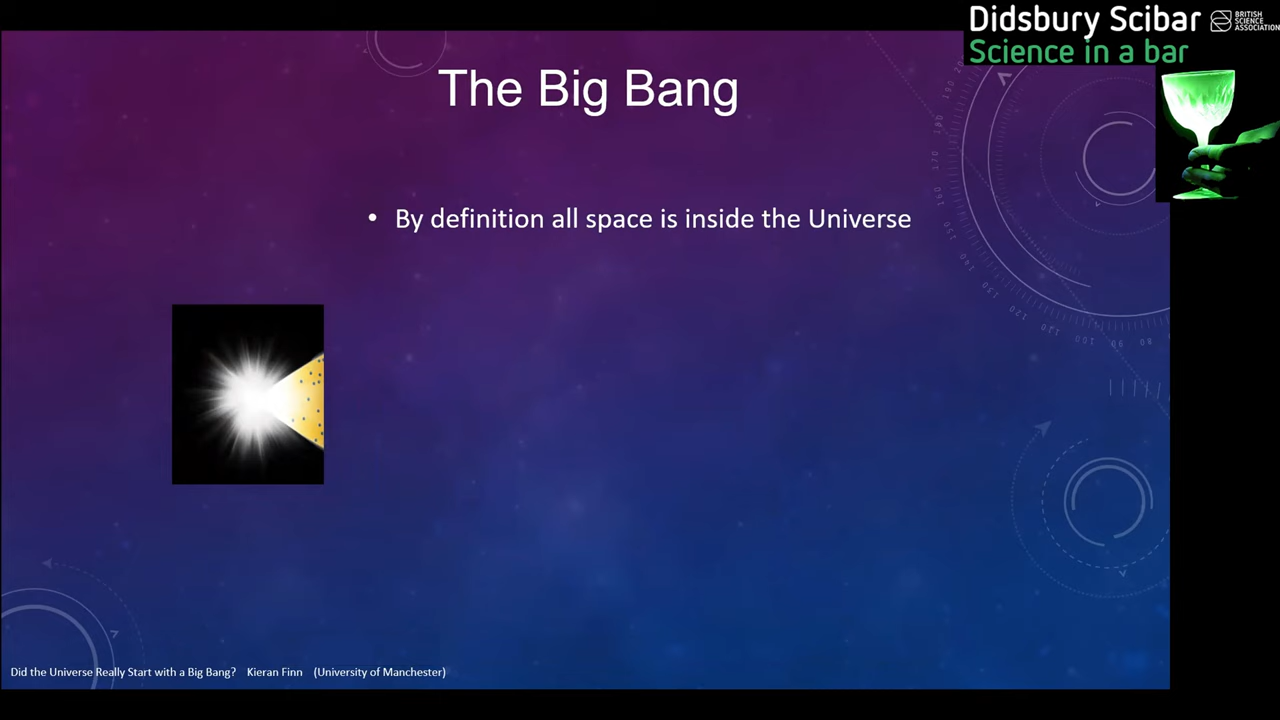 Didsbury Scibar
BRITISH
SCIENCE
ASSOCIATION
Science in a bar
The Big Bang
• By definition all space is inside the Universe
Did the Universe Really Start with a Big Bang? Kieran Finn (University of Manchester)